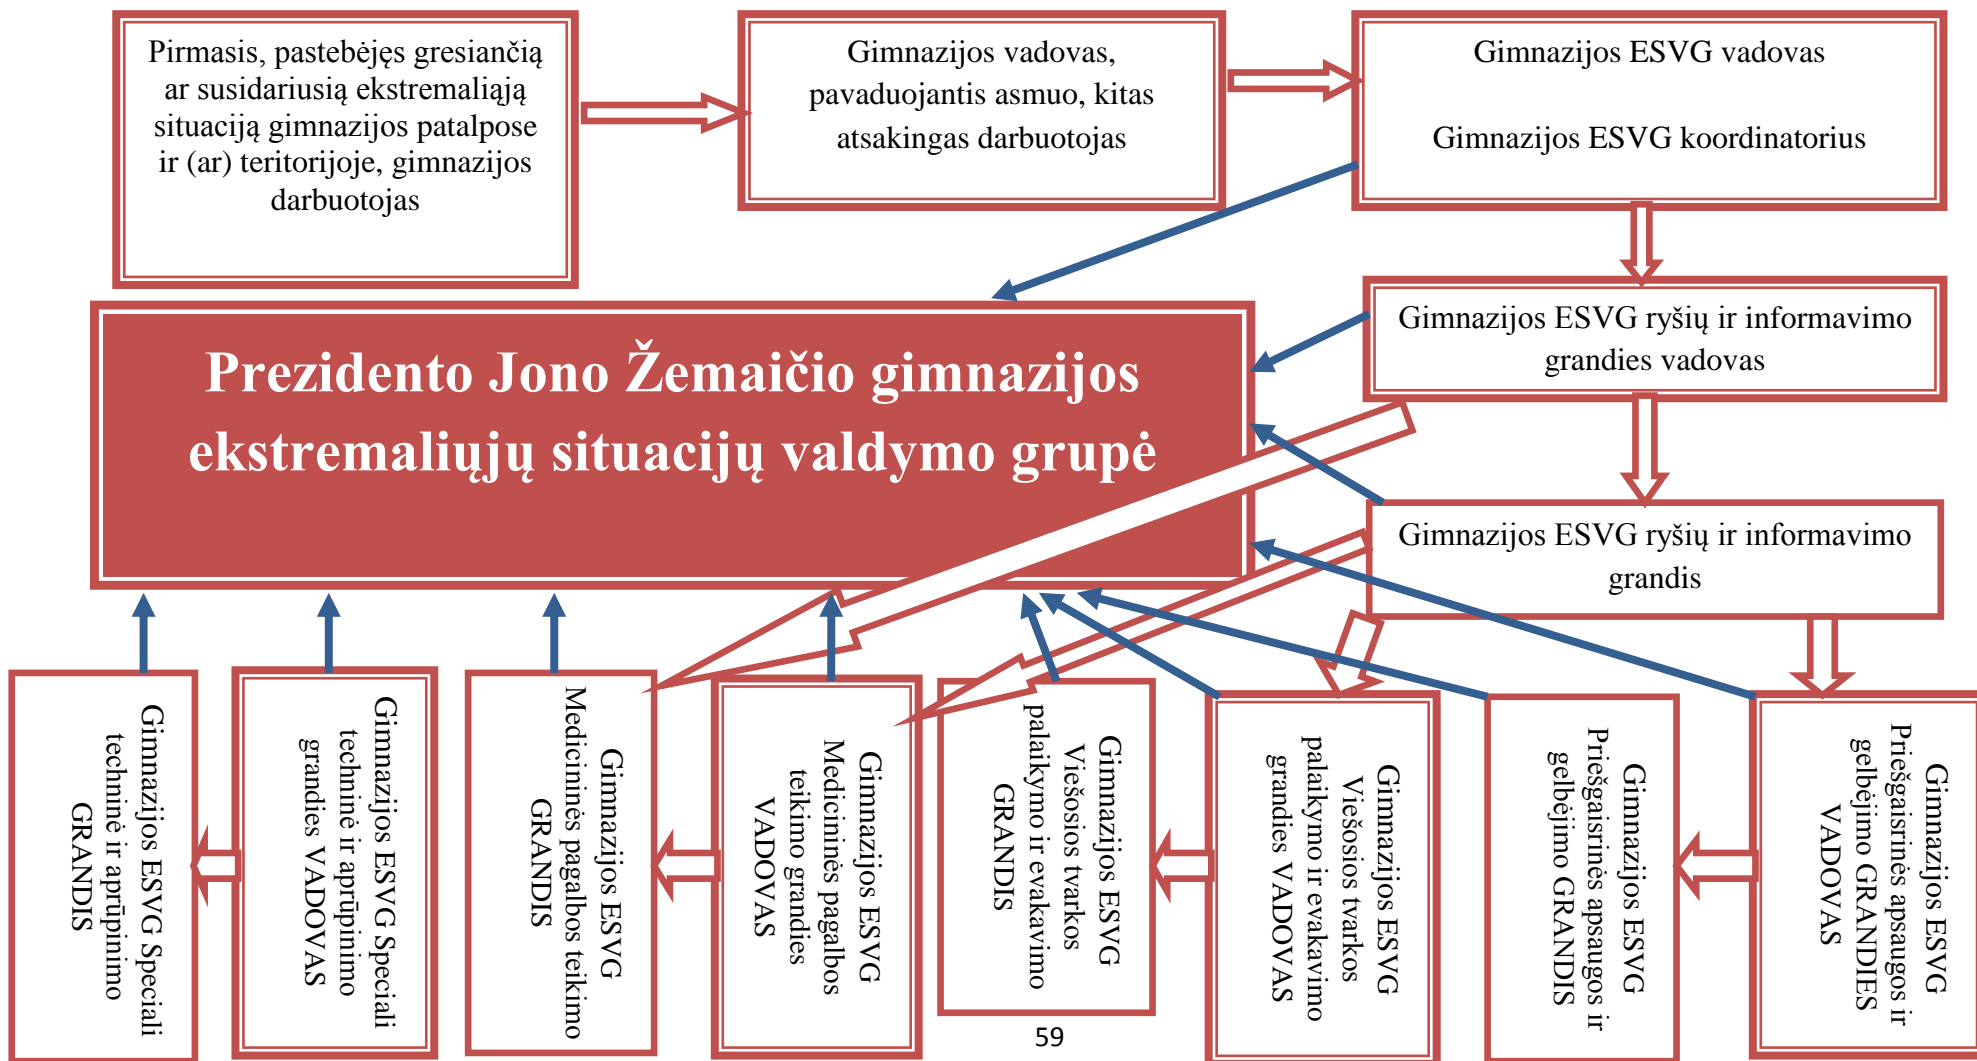 Pirmasis, pastebėjęs gresiančią
ar susidariusią ekstremaliąją
situaciją gimnazijos patalpose
ir (ar) teritorijoje, gimnazijos
darbuotojas
Gimnazijos vadovas,
pavaduojantis asmuo, kitas
atsakingas darbuotojas
Gimnazijos ESVG vadovas
Gimnazijos ESVG koordinatorius
Prezidento Jono Žemaičio gimnazijos
ekstremaliųjų situacijų valdymo grupė
Gimnazijos ESVG ryšių ir informavimo
grandies vadovas
Gimnazijos ESVG ryšių ir informavimo
grandis
Gimnazijos ESVG Speciali
techninė ir aprūpinimo
GRANDIS
Gimnazijos ESVG Speciali
techninė ir aprūpinimo
grandies VADOVAS
Gimnazijos ESVG
Medicininės pagalbos teikimo
GRANDIS
Gimnazijos ESVG
Medicininės pagalbos
teikimo grandies
VADOVAS
Gimnazijos ESVG
Viešosios tvarkos
palaikymo ir evakavimo
GRANDIS
Gimnazijos ESVG
Viešosios tvarkos
palaikymo ir evakavimo
grandies VADOVAS
Gimnazijos ESVG
Priešgaisrinės apsaugos ir
gelbėjimo GRANDIS
Gimnazijos ESVG
Priešgaisrinės apsaugos ir
gelbėjimo GRANDIES
VADOVAS
59